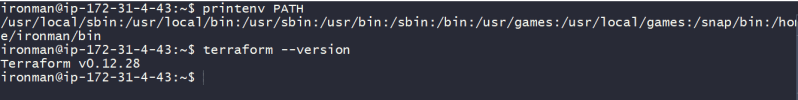 ironman@ip-172-31-4-43:~$ printenv PATH
/usr/local/sbin:/usr/local/bin:/usr/sbin:/usr/bin:/sbin:/bin:/usr/games:/usr/local/games:/snap/bin:/hom
e/ironman/bin
ironman@ip-172-31-4-43:~$ terraform --version
Terraform v0.12.28
ironman@ip-172-31-4-43:~$